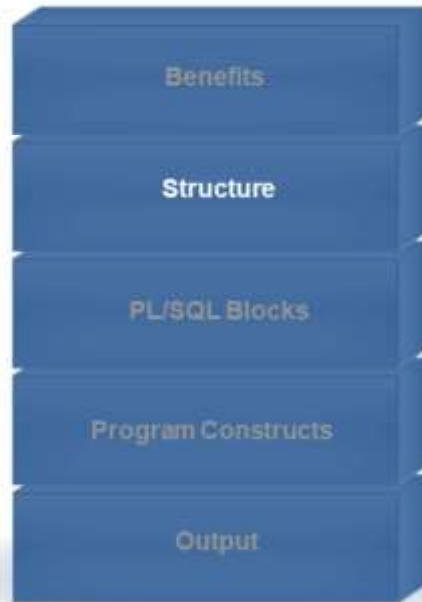 Benefits
Structure
PL/SQL Blocks
Program Constructs
Output